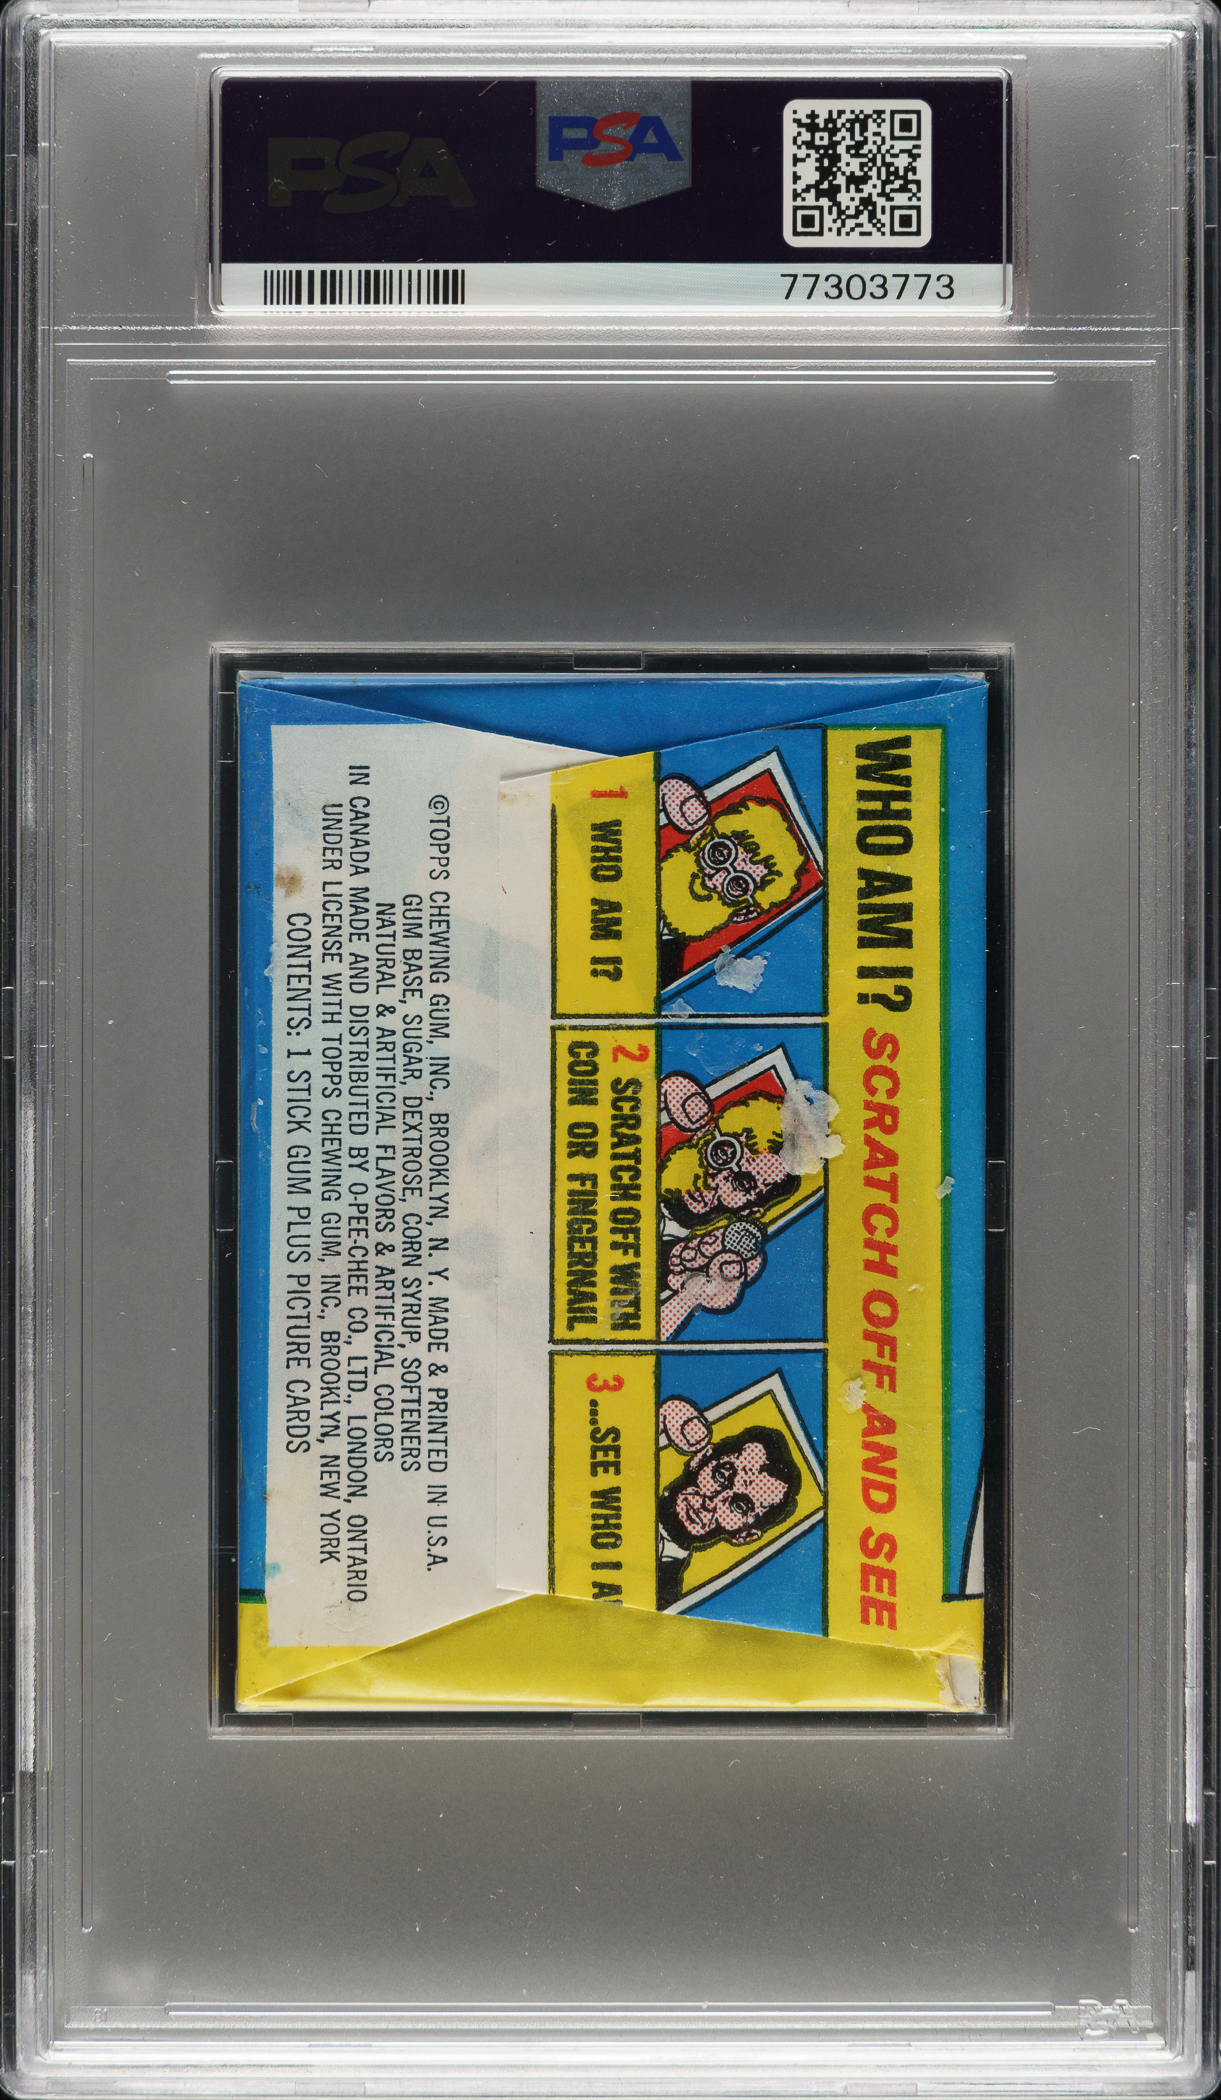 PSA
PSA
77303773
WHO AM I? SCRATCH OFF AND SEE
1 WHO AM I?
2 SCRATCH OFF WITH
COIN OR FINGERNAIL
3...SEE WHO I A
©TOPPS CHEWING GUM, INC., BROOKLYN, N. Y. MADE & PRINTED IN U.S.A.
GUM BASE, SUGAR, DEXTROSE, CORN SYRUP, SOFTENERS
NATURAL & ARTIFICIAL FLAVORS & ARTIFICIAL COLORS
IN CANADA MADE AND DISTRIBUTED BY O-PEE-CHEE CO., LTD., LONDON, ONTARIO
UNDER LICENSE WITH TOPPS CHEWING GUM, INC., BROOKLYN, NEW YORK
CONTENTS: 1 STICK GUM PLUS PICTURE CARDS